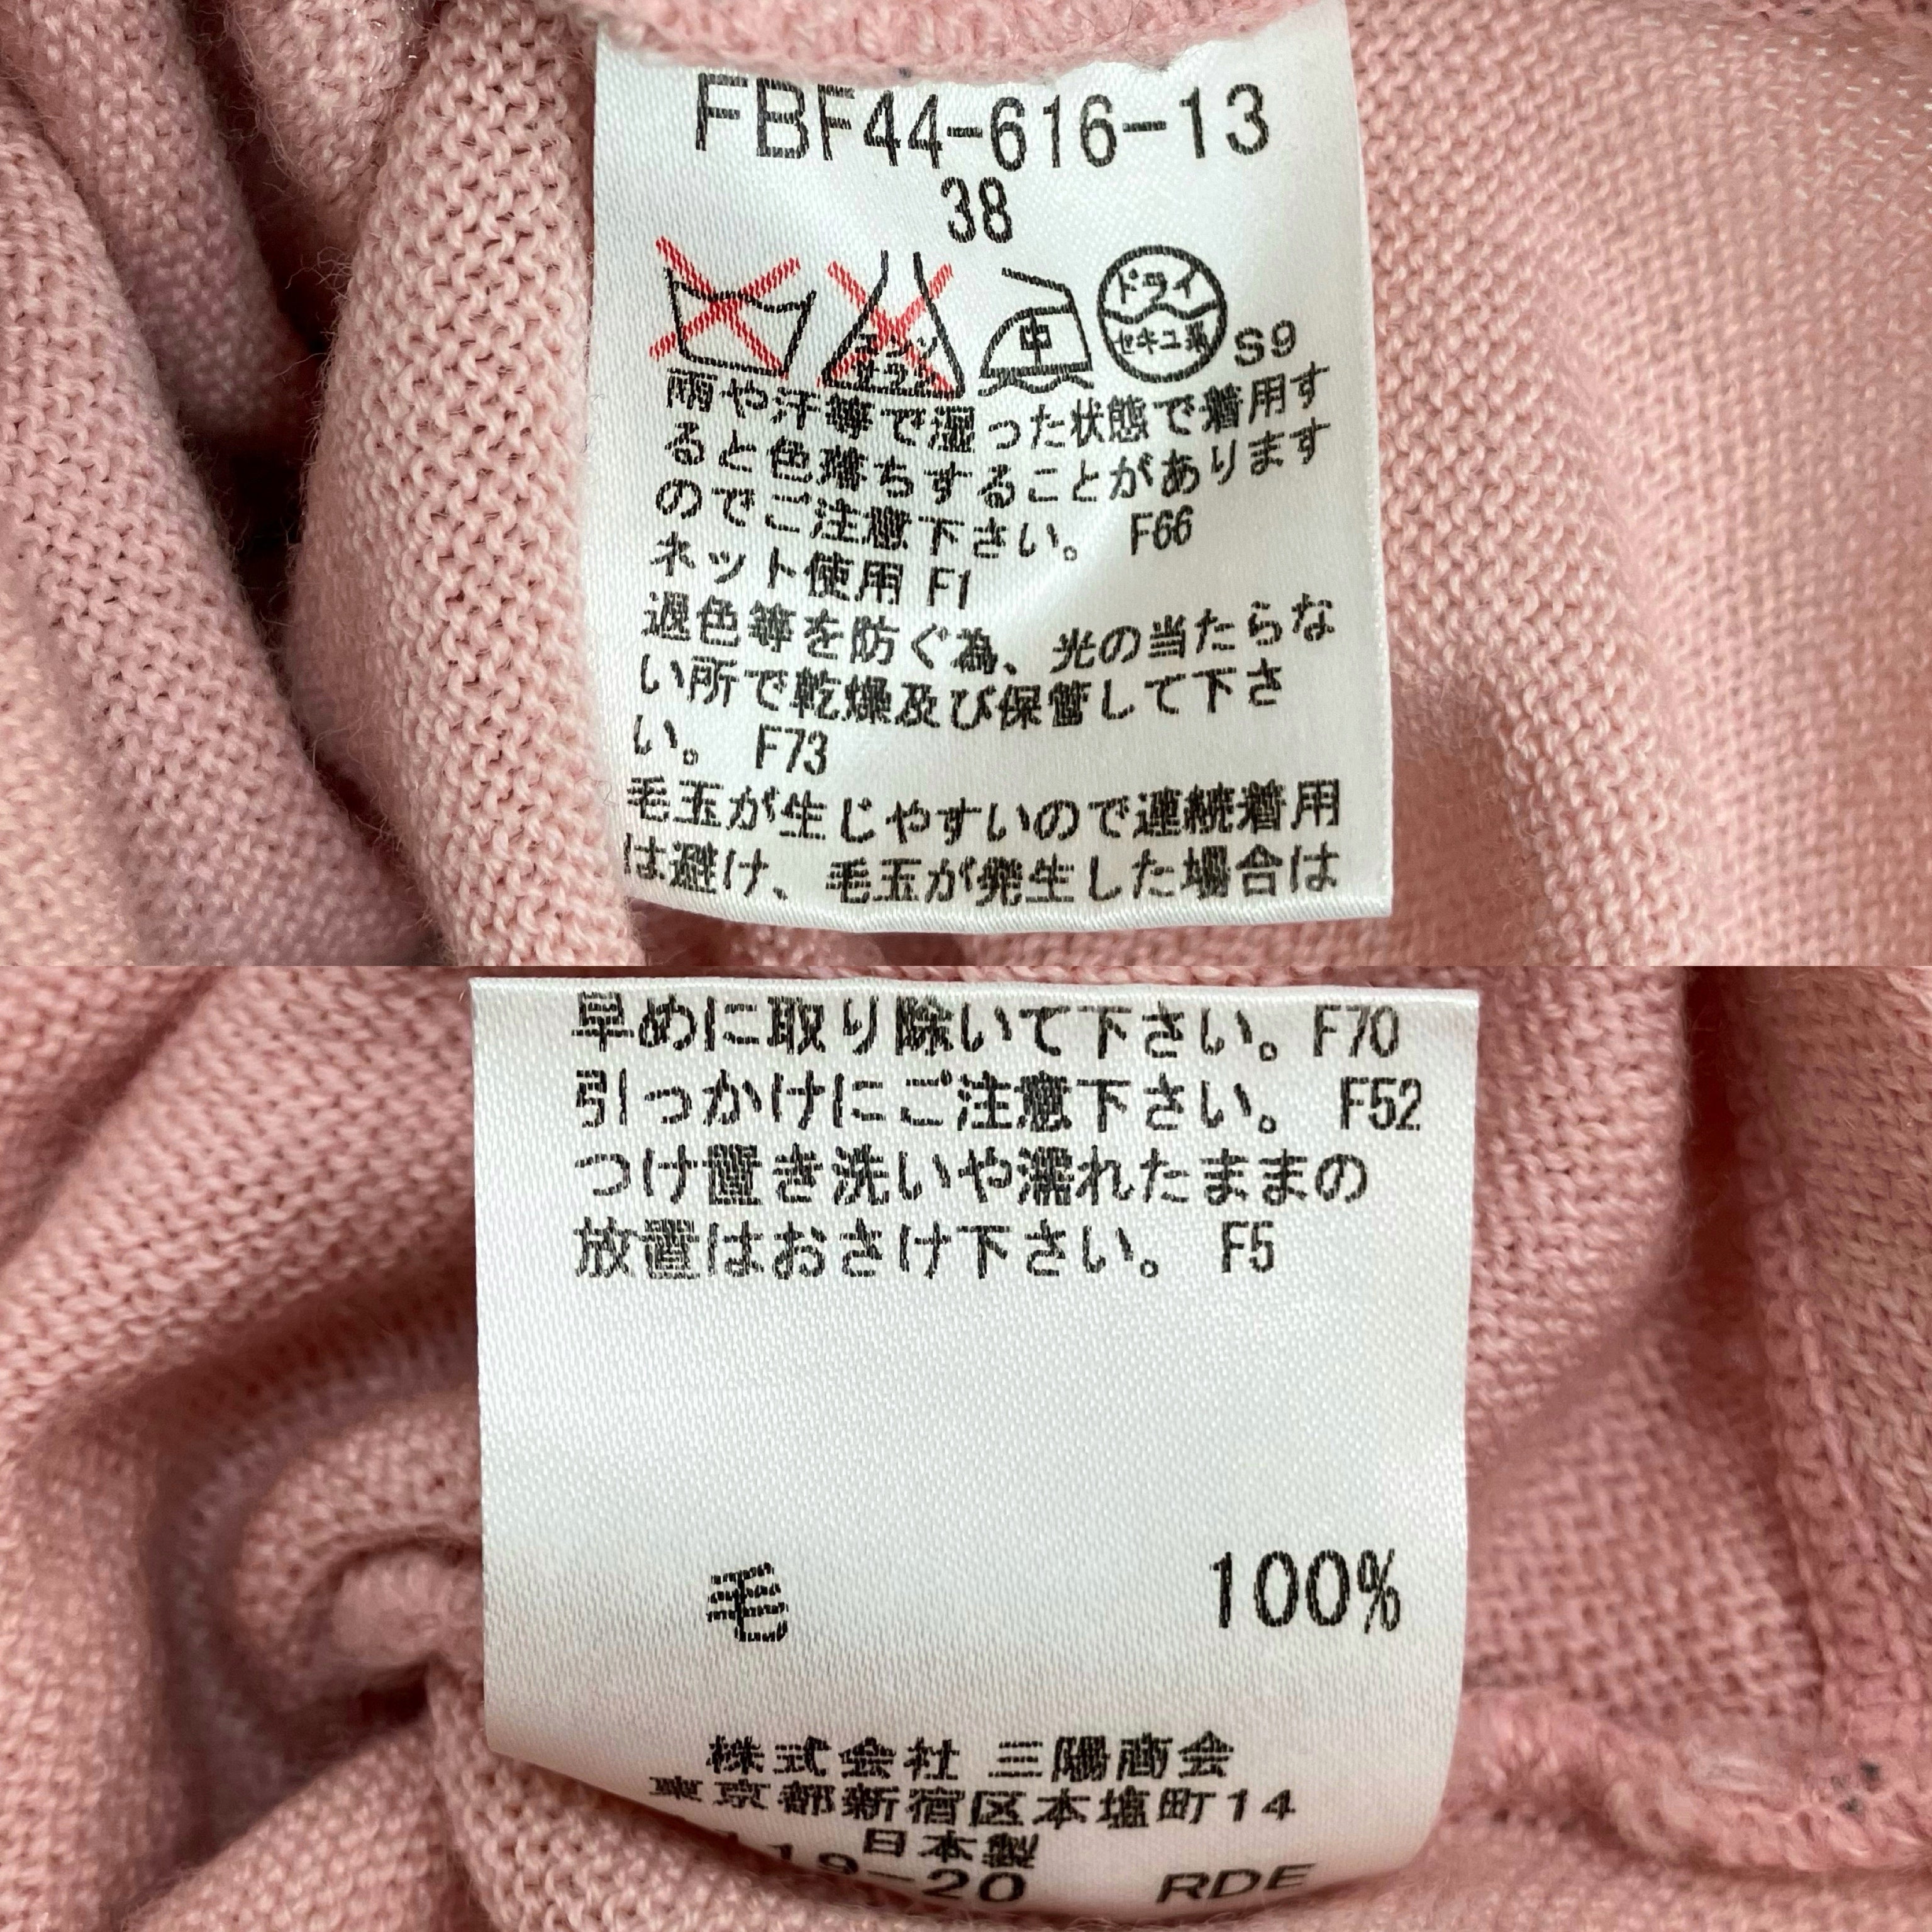 FBF44-616-13
38
エンソ
サラシ
中
ドライ
セキユ系
S9
雨や汗等で湿った状態で着用す
ると色落ちすることがあります
のでご注意下さい。 F66
ネット使用 F1
退色等を防ぐ為、光の当たらな
い所で乾燥及び保管して下さ
い。 F73
毛玉が生じやすいので連続着用
は避け、毛玉が発生した場合は
早めに取り除いて下さい。F70
引っかけにご注意下さい。 F52
つけ置き洗いや濡れたままの
放置はおさけ下さい。 F5
毛 100%
株式会社 三陽商会
東京都新宿区本塩町14
日本製
19-20 RDE